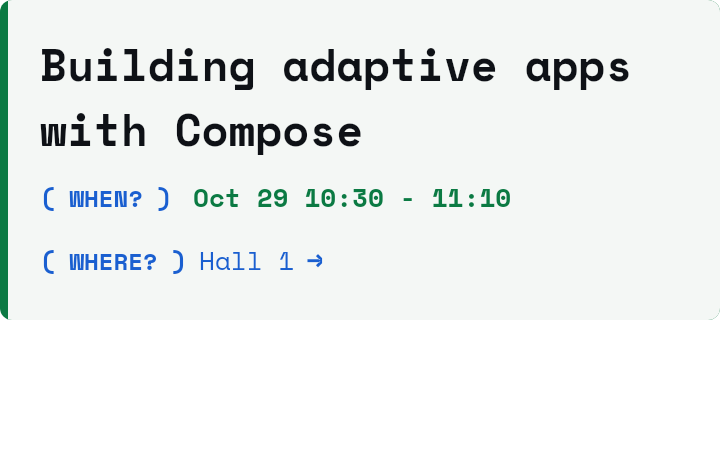 Building adaptive apps
with Compose
( WHEN? ) Oct 29 10:30 - 11:10
( WHERE? ) Hall 1 →